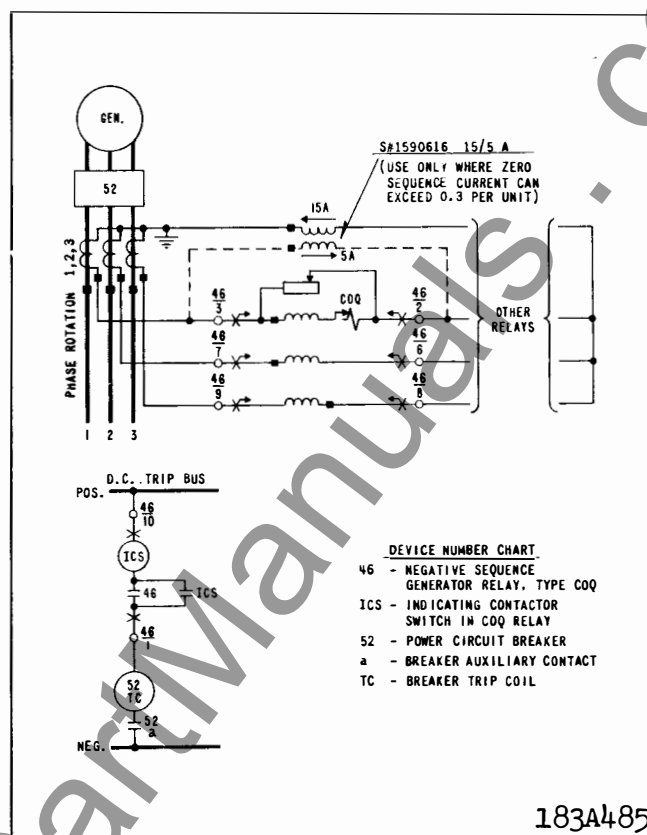 GEN.
52
S#1590616 15/5 A
(USE ONLY WHERE ZERO
SEQUENCE CURRENT CAN
EXCEED 0.3 PER UNIT)
15A
5A
PHASE ROTATION 1,2,3
46
3
COQ
46
2
46
7
46
6
46
9
46
8
OTHER
RELAYS
1 2 3
D.C. TRIP BUS
POS.
46
10
ICS
46
ICS
46
1
52
TC
52
a
NEG.
DEVICE NUMBER CHART
46 - NEGATIVE SEQUENCE
GENERATOR RELAY, TYPE COQ
ICS - INDICATING CONTACTOR
SWITCH IN COQ RELAY
52 - POWER CIRCUIT BREAKER
a - BREAKER AUXILIARY CONTACT
TC - BREAKER TRIP COIL
183A485
artManuals.c